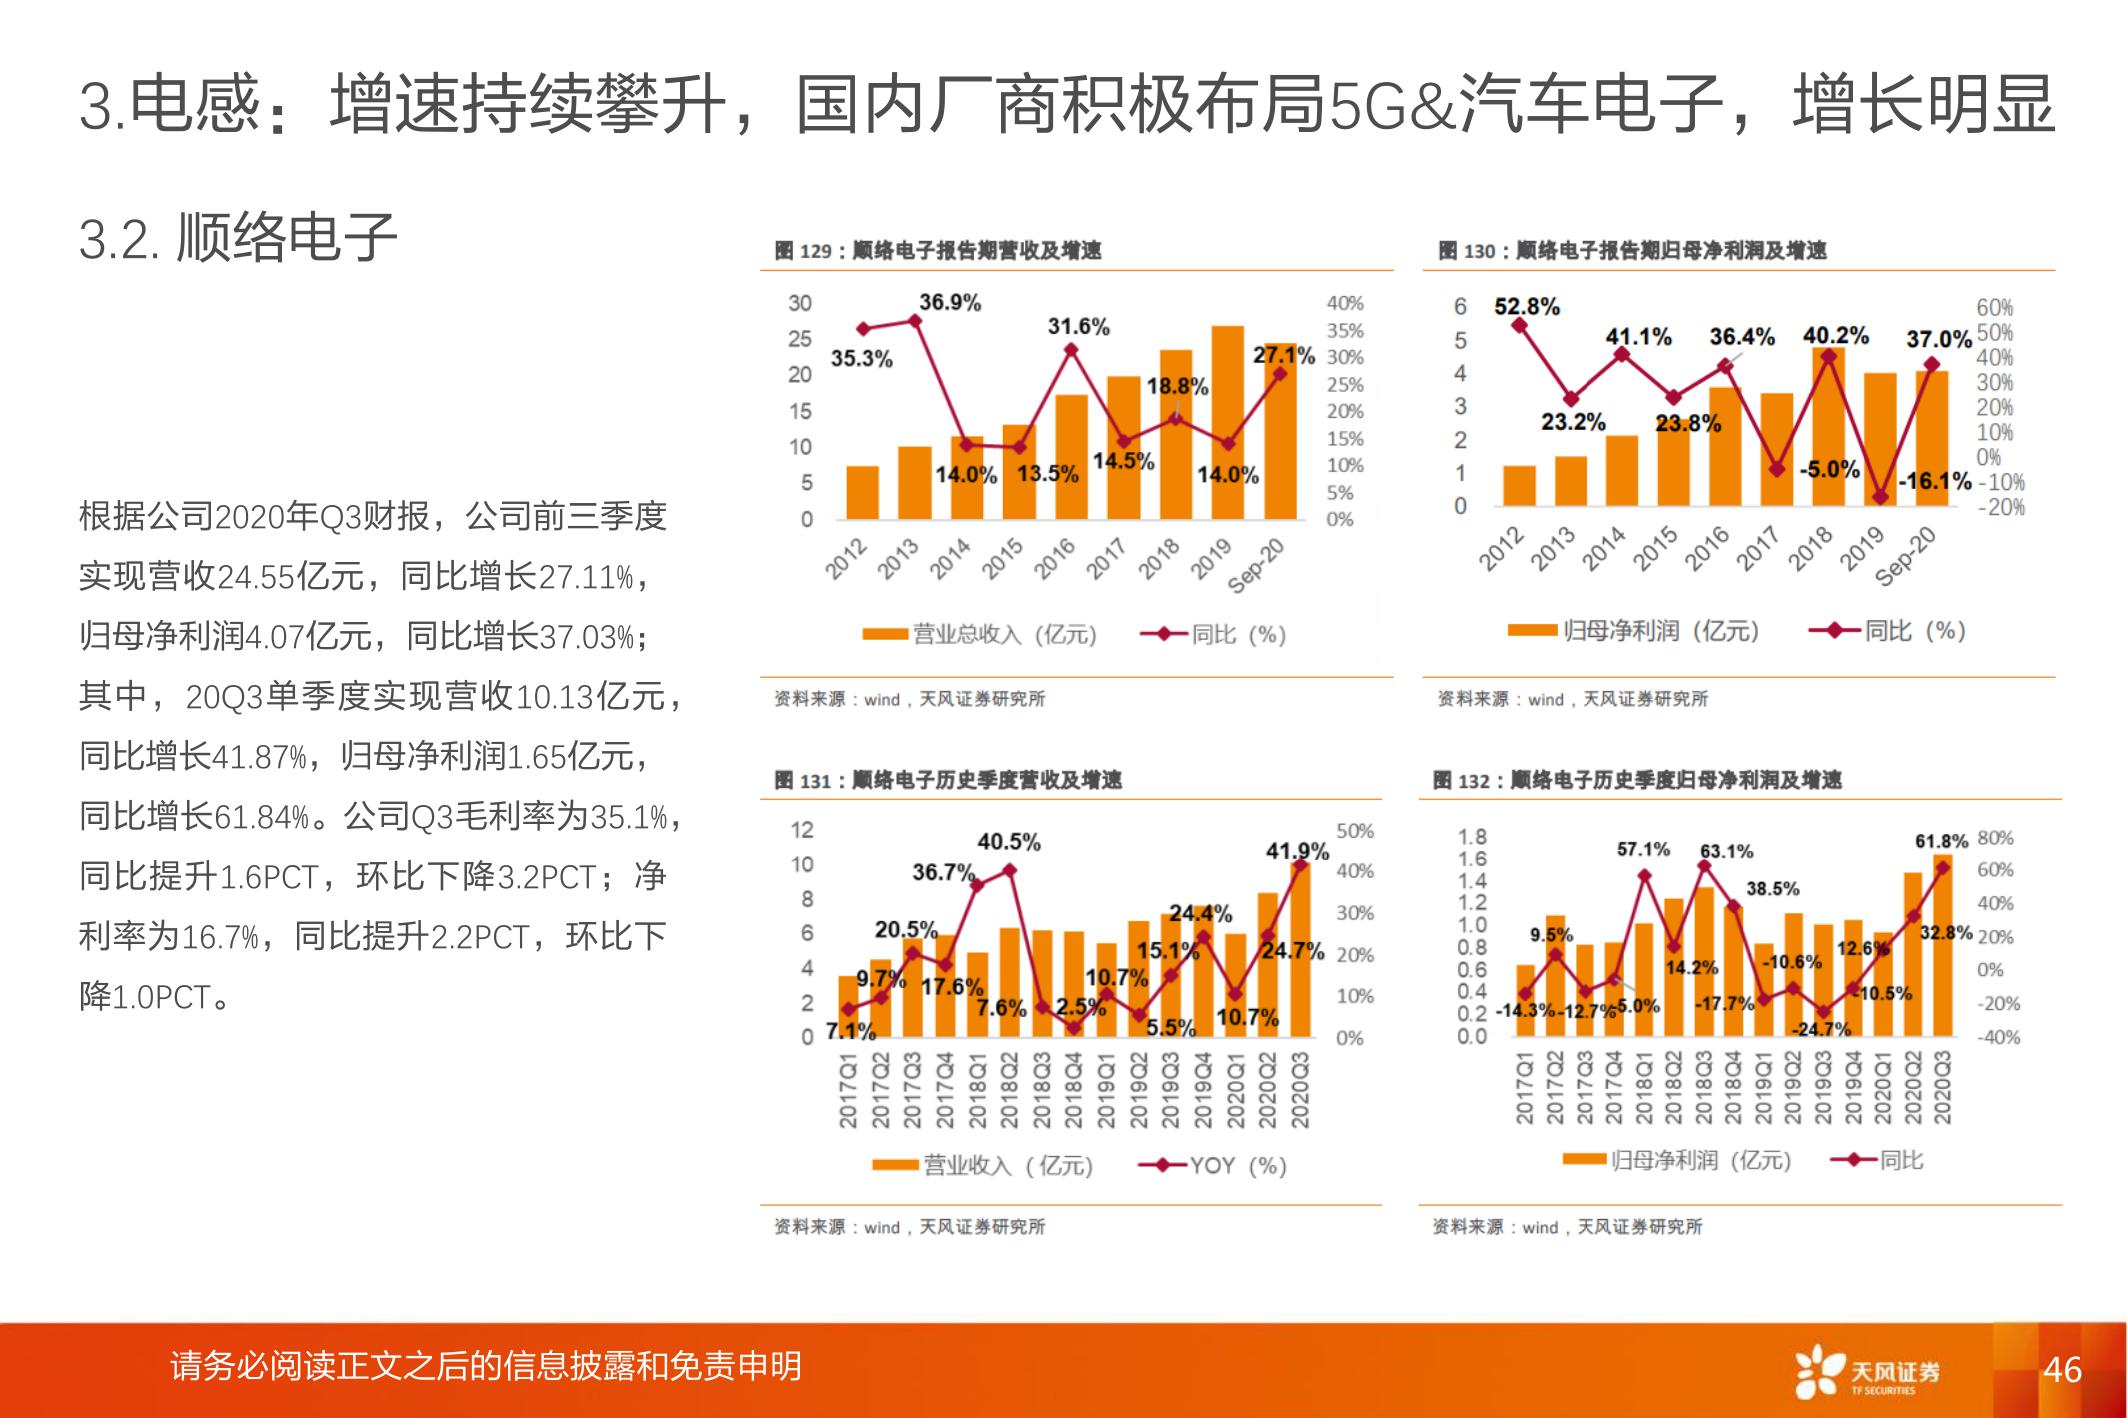 3.电感：增速持续攀升，国内厂商积极布局5G&汽车电子，增长明显
3.2. 顺络电子
根据公司2020年Q3财报，公司前三季度
实现营收24.55亿元，同比增长27.11%，
归母净利润4.07亿元，同比增长37.03%；
其中，20Q3单季度实现营收10.13亿元，
同比增长41.87%，归母净利润1.65亿元，
同比增长61.84%。公司Q3毛利率为35.1%，
同比提升1.6PCT，环比下降3.2PCT；净
利率为16.7%，同比提升2.2PCT，环比下
降1.0PCT。
图 129：顺络电子报告期营收及增速
30
25
20
15
10
5
0
40%
35%
30%
25%
20%
15%
10%
5%
0%
35.3%
36.9%
14.0%
13.5%
31.6%
14.5%
18.8%
14.0%
27.1%
2012
2013
2014
2015
2016
2017
2018
2019
Sep-20
营业总收入（亿元）
同比（%）
资料来源：wind，天风证券研究所
图 130：顺络电子报告期归母净利润及增速
6
5
4
3
2
1
0
60%
50%
40%
30%
20%
10%
0%
-10%
-20%
52.8%
23.2%
41.1%
23.8%
36.4%
-5.0%
40.2%
-16.1%
37.0%
2012
2013
2014
2015
2016
2017
2018
2019
Sep-20
归母净利润（亿元）
同比（%）
资料来源：wind，天风证券研究所
图 131：顺络电子历史季度营收及增速
12
10
8
6
4
2
0
50%
40%
30%
20%
10%
0%
7.1%
9.7%
20.5%
17.6%
36.7%
40.5%
7.6%
2.5%
10.7%
5.5%
15.1%
24.4%
10.7%
24.7%
41.9%
2017Q1
2017Q2
2017Q3
2017Q4
2018Q1
2018Q2
2018Q3
2018Q4
2019Q1
2019Q2
2019Q3
2019Q4
2020Q1
2020Q2
2020Q3
营业收入（ 亿元）
YOY（%）
资料来源：wind，天风证券研究所
图 132：顺络电子历史季度归母净利润及增速
1.8
1.6
1.4
1.2
1.0
0.8
0.6
0.4
0.2
0.0
80%
60%
40%
20%
0%
-20%
-40%
-14.3%
9.5%
-12.7%
-5.0%
57.1%
14.2%
63.1%
38.5%
-17.7%
-10.6%
-24.7%
-10.5%
12.6%
32.8%
61.8%
2017Q1
2017Q2
2017Q3
2017Q4
2018Q1
2018Q2
2018Q3
2018Q4
2019Q1
2019Q2
2019Q3
2019Q4
2020Q1
2020Q2
2020Q3
归母净利润（亿元）
同比
资料来源：wind，天风证券研究所
请务必阅读正文之后的信息披露和免责申明
天风证券
TF SECURITIES
46